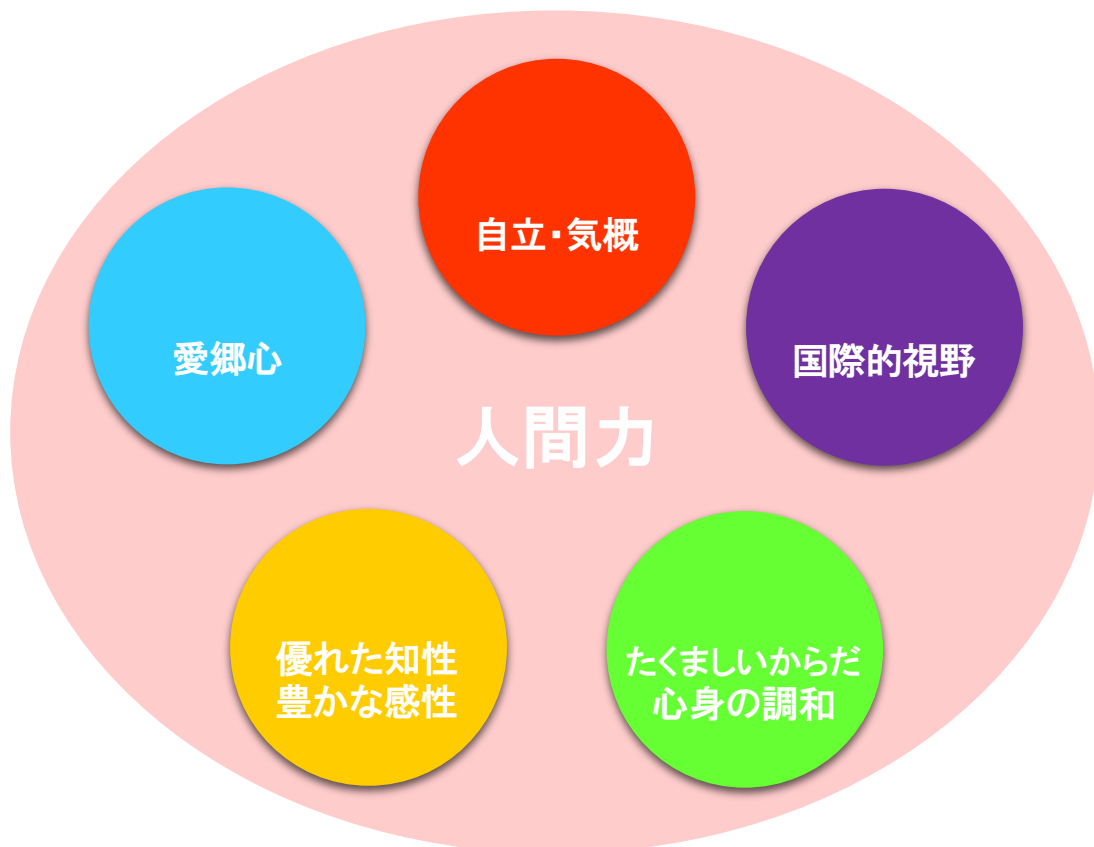 自立・気概
愛郷心
国際的視野
人間力
優れた知性
豊かな感性
たくましいからだ
心身の調和